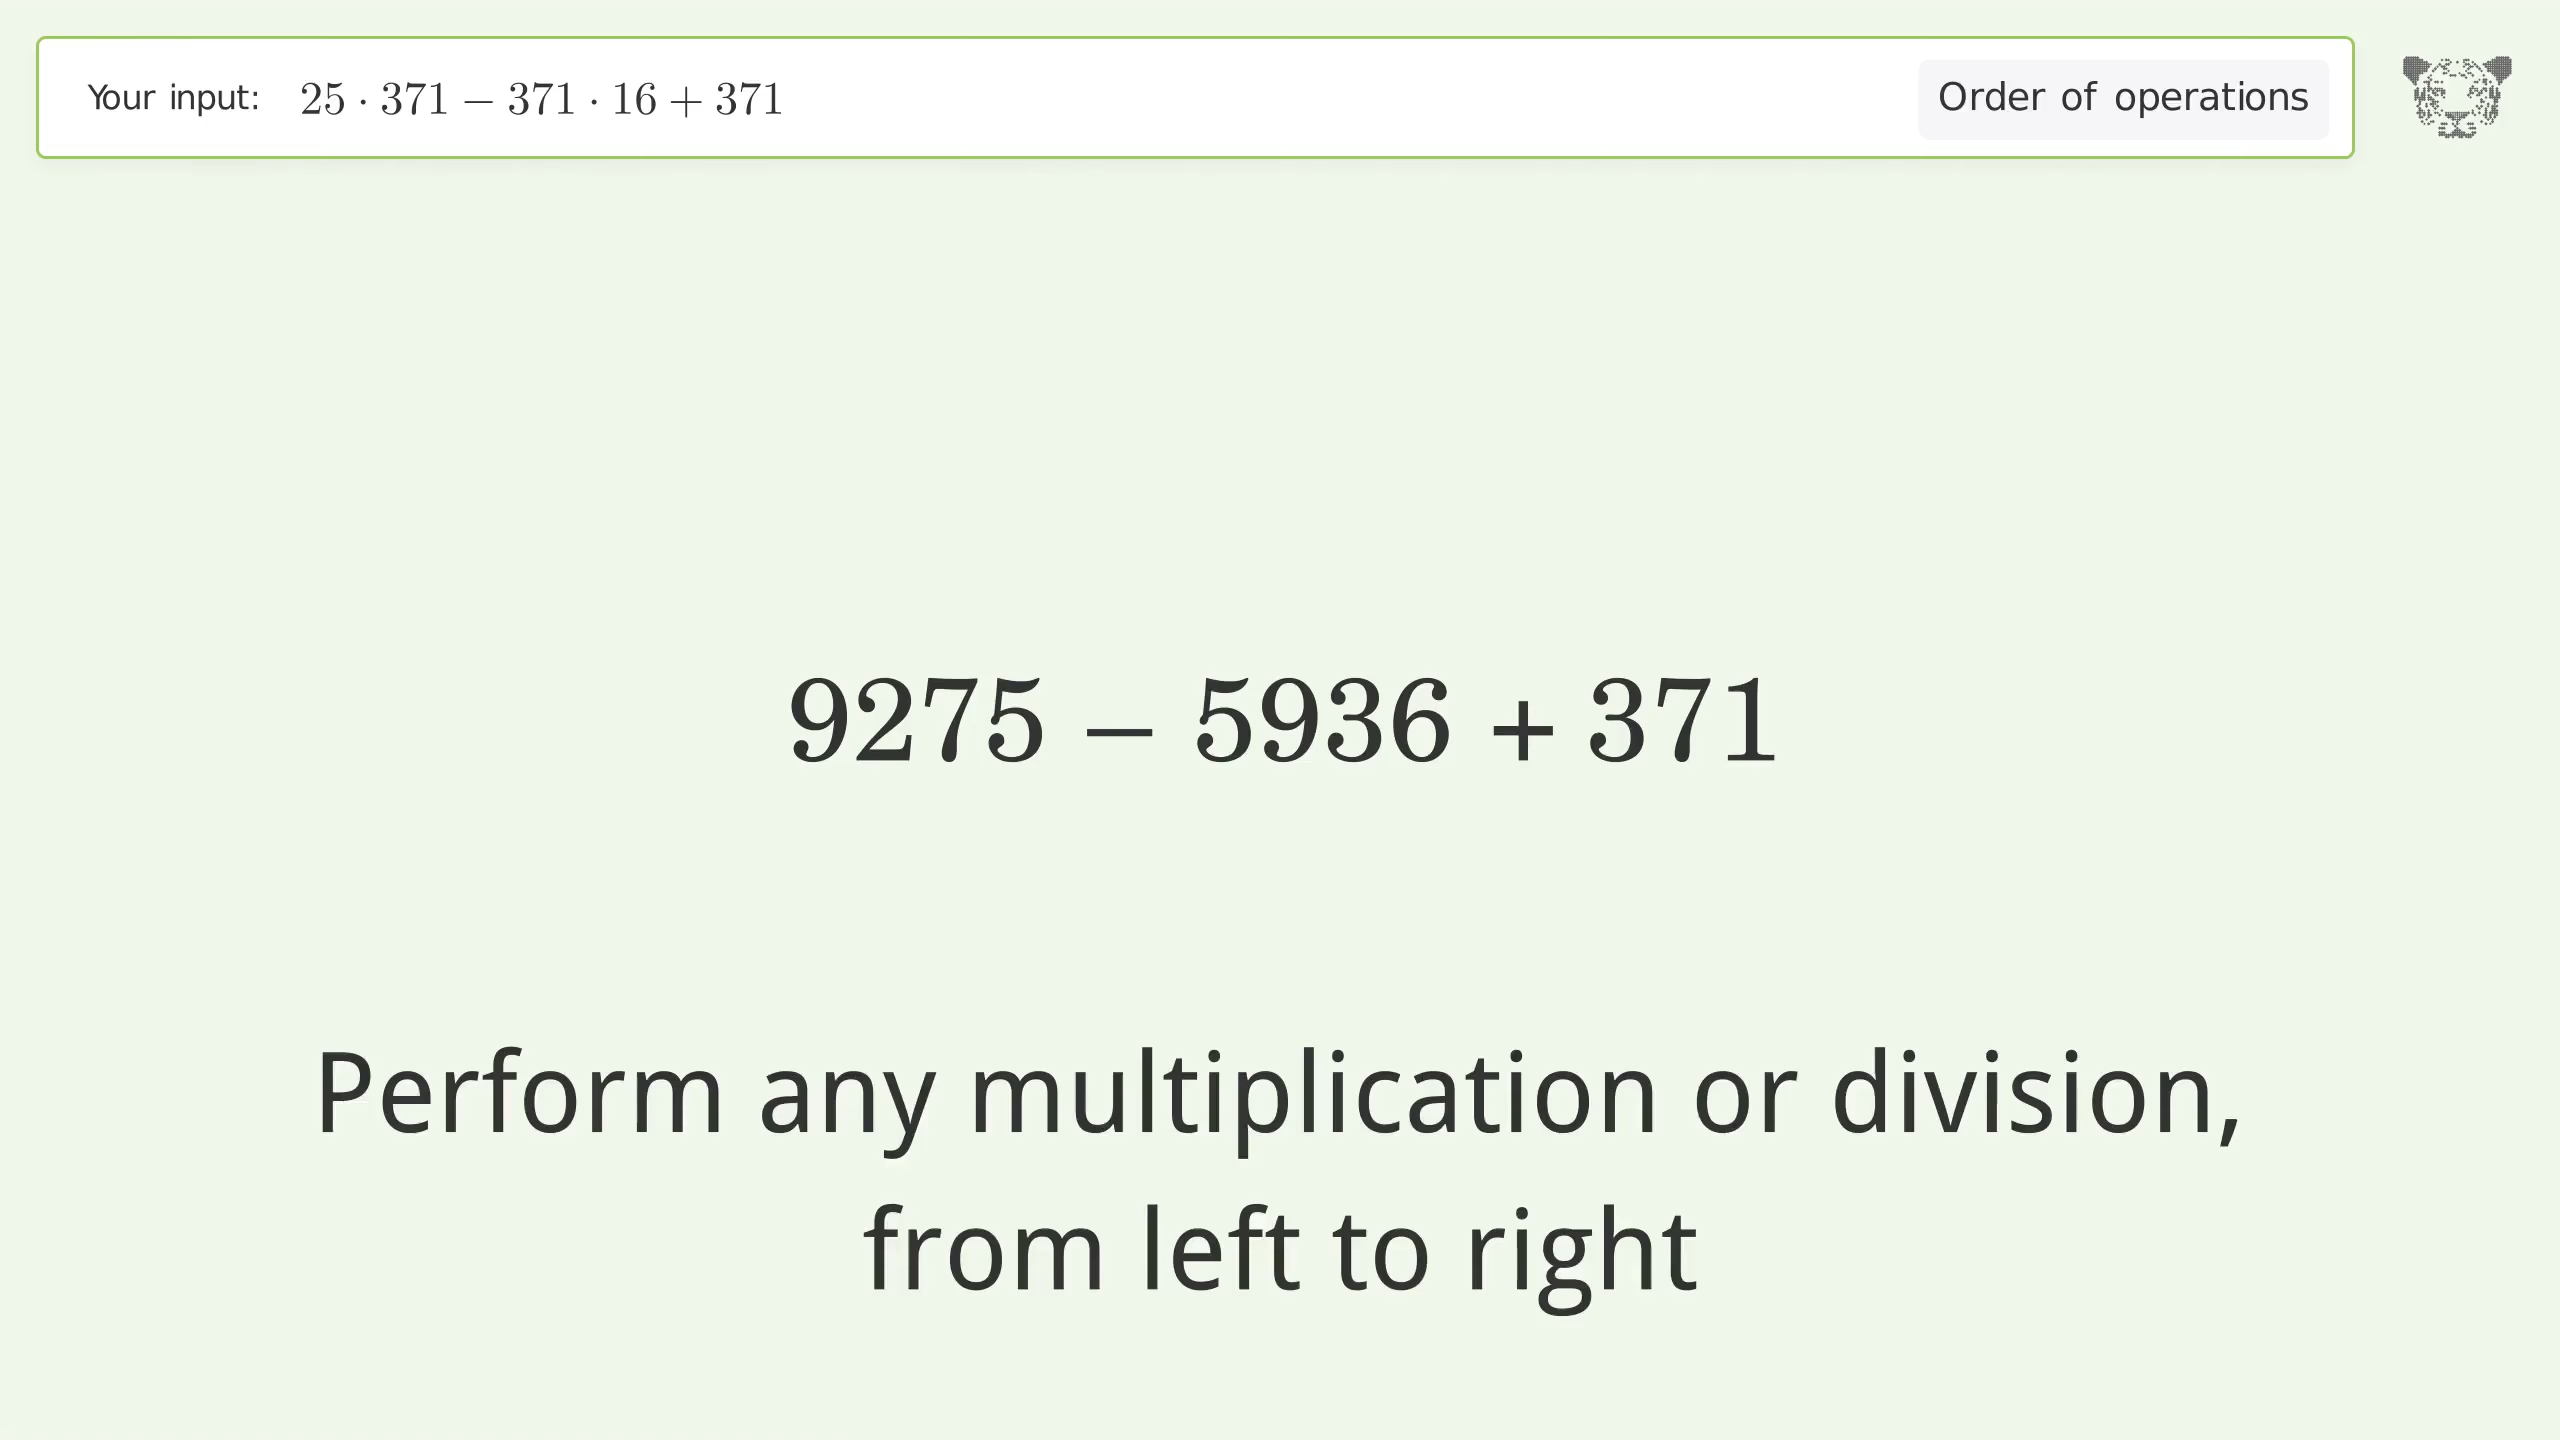 Your input: 25 · 371 − 371 · 16 + 371
Order of operations
9275 − 5936 + 371
Perform any multiplication or division,
from left to right